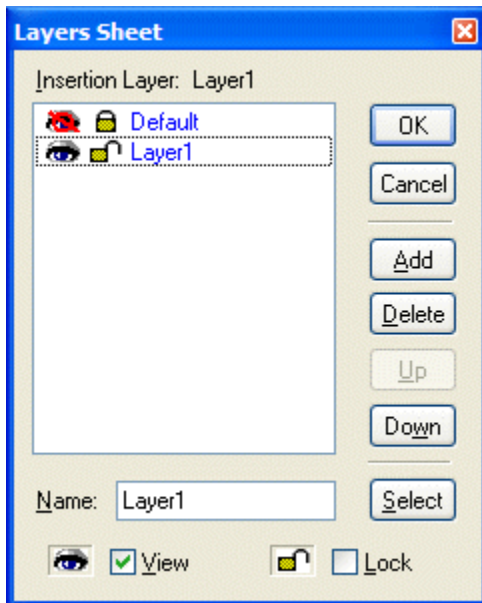 Layers Sheet
Insertion Layer: Layer1
Default
Layer1
OK
Cancel
Add
Delete
Up
Down
Name: Layer1
Select
View
Lock